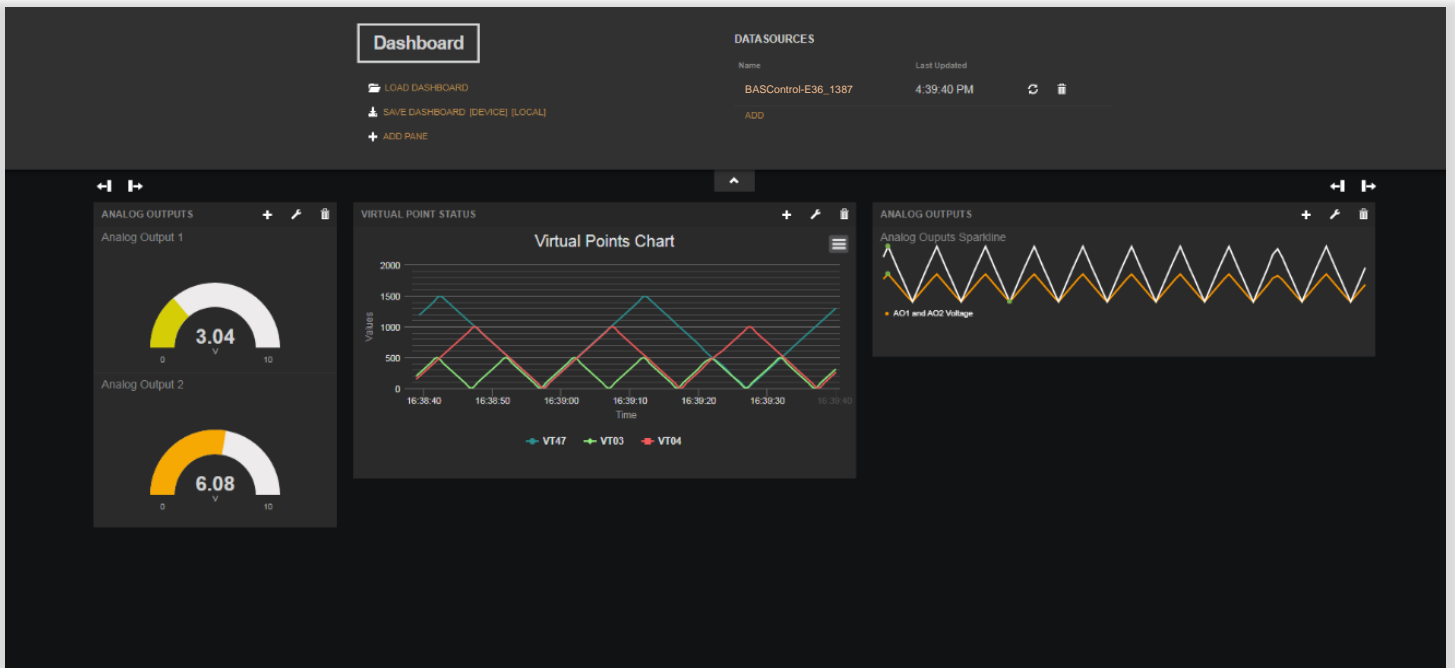 Dashboard
LOAD DASHBOARD
SAVE DASHBOARD [DEVICE] [LOCAL]
ADD PANE
DATASOURCES
Name Last Updated
BASControl-E36_1387 4:39:40 PM
ADD
ANALOG OUTPUTS
Analog Output 1
3.04
V
0 10
Analog Output 2
6.08
V
0 10
VIRTUAL POINT STATUS
Virtual Points Chart
Values
2000
1500
1000
500
0
16:38:40 16:38:50 16:39:00 16:39:10 16:39:20 16:39:30 16:39:40
Time
VT47 VT03 VT04
ANALOG OUTPUTS
Analog Ouputs Sparkline
AO1 and AO2 Voltage